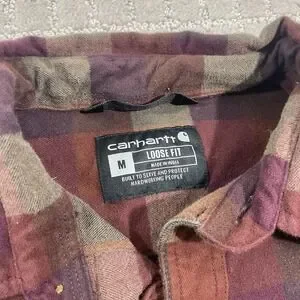 carhartt
M LOOSE FIT
MADE IN INDIA
BUILT TO SERVE AND PROTECT
HARDWORKING PEOPLE